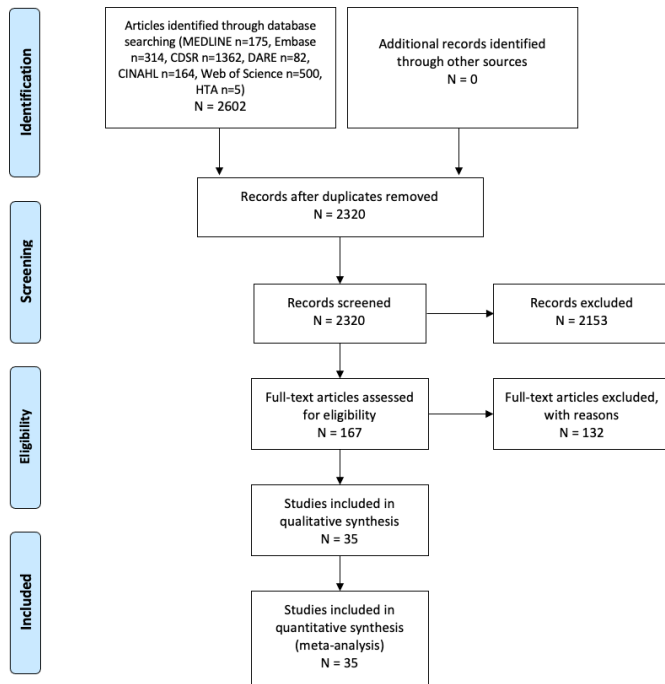 Identification
Articles identified through database
searching (MEDLINE n=175, Embase
n=314, CDSR n=1362, DARE n=82,
CINAHL n=164, Web of Science n=500,
HTA n=5)
N = 2602
Additional records identified
through other sources
N = 0
Records after duplicates removed
N = 2320
Screening
Records screened
N = 2320
Records excluded
N = 2153
Eligibility
Full-text articles assessed
for eligibility
N = 167
Full-text articles excluded,
with reasons
N = 132
Studies included in
qualitative synthesis
N = 35
Included
Studies included in
quantitative synthesis
(meta-analysis)
N = 35